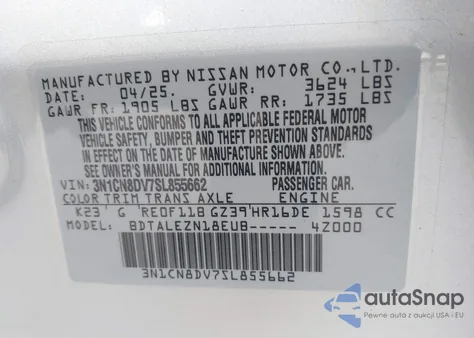 MANUFACTURED BY NISSAN MOTOR CO., LTD.
DATE: 04/25. GVWR: 3624 LBS
GAWR FR: 1905 LBS GAWR RR: 1735 LBS
THIS VEHICLE CONFORMS TO ALL APPLICABLE FEDERAL MOTOR
VEHICLE SAFETY, BUMPER AND THEFT PREVENTION STANDARDS
IN EFFECT ON THE DATE OF MANUFACTURE SHOWN ABOVE.
SEE OWNER'S MANUAL FOR ADDITIONAL INFORMATION.
VIN: 3N1CN8DV7SL855662 PASSENGER CAR
COLOR TRIM TRANS AXLE ENGINE
K23 G RE0F11B GZ39 HR16DE 1598 CC
MODEL: BDTALEZN18EUB----- 4Z000
3N1CN8DV7SL855662
autoSnap
Pewne auta z aukcji USA i EU